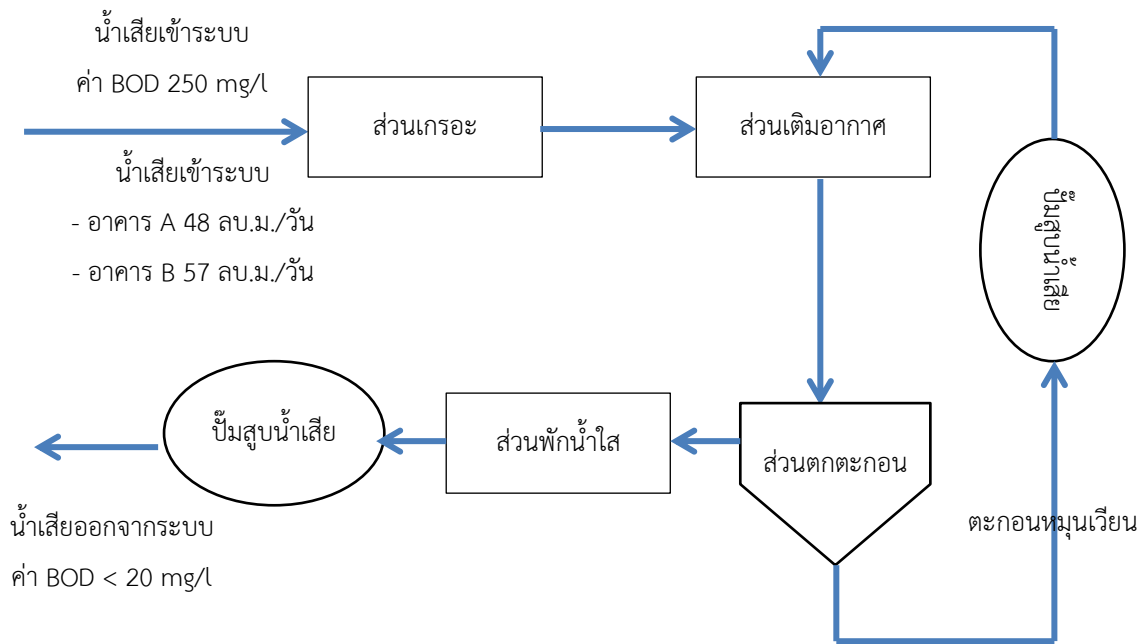 น้ำเสียเข้าระบบ
ค่า BOD 250 mg/l
ส่วนเกรอะ
ส่วนเติมอากาศ
น้ำเสียเข้าระบบ
- อาคาร A 48 ลบ.ม./วัน
- อาคาร B 57 ลบ.ม./วัน
ปั๊มสูบน้ำเสีย
ปั๊มสูบน้ำเสีย
ส่วนพักน้ำใส
ส่วนตกตะกอน
น้ำเสียออกจากระบบ
ค่า BOD < 20 mg/l
ตะกอนหมุนเวียน